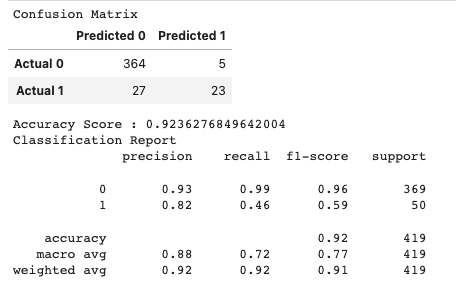 Confusion Matrix
Predicted 0 Predicted 1
Actual 0 364 5
Actual 1 27 23
Accuracy Score : 0.9236276849642004
Classification Report
precision recall f1-score support
0 0.93 0.99 0.96 369
1 0.82 0.46 0.59 50
accuracy 0.92 419
macro avg 0.88 0.72 0.77 419
weighted avg 0.92 0.92 0.91 419